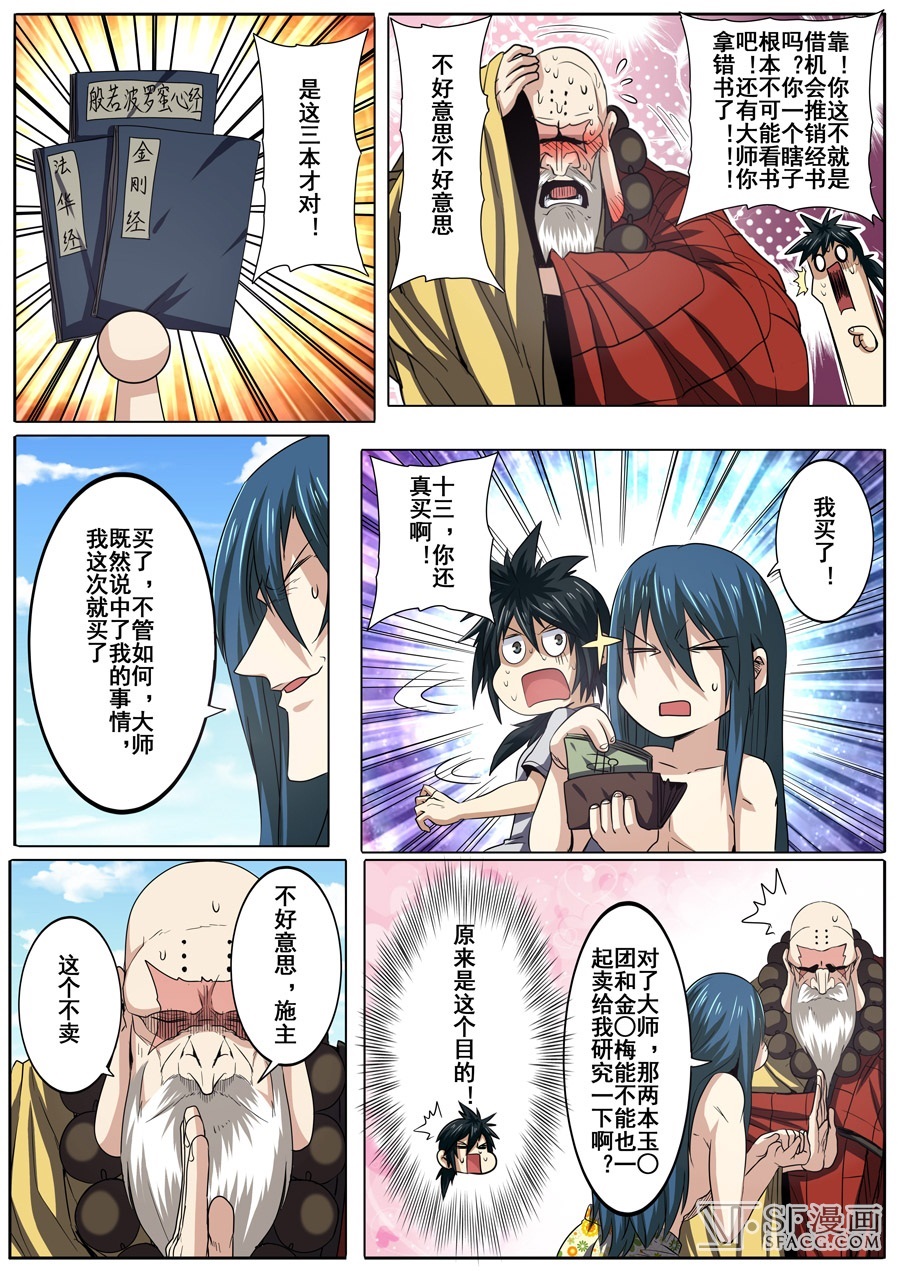 靠！你这不就是
借机会推销经书
吗？你一个瞎子
根本不可能看书
吧！还有大师你
拿错书了！！！
不好意思不好意思
是这三本才对！
般若波罗蜜心经
金刚经
法华经
我买了！
十三，你还
真买啊！
买了，不管如何，大师
既然说中了我的事情，
我这次就买了
对了大师，那两本玉〇
团和金〇梅能不能也一
起卖给我研究一下啊？
原来是这个目的！
不好意思，施主
这个不卖
SF漫画
SFACG.COM